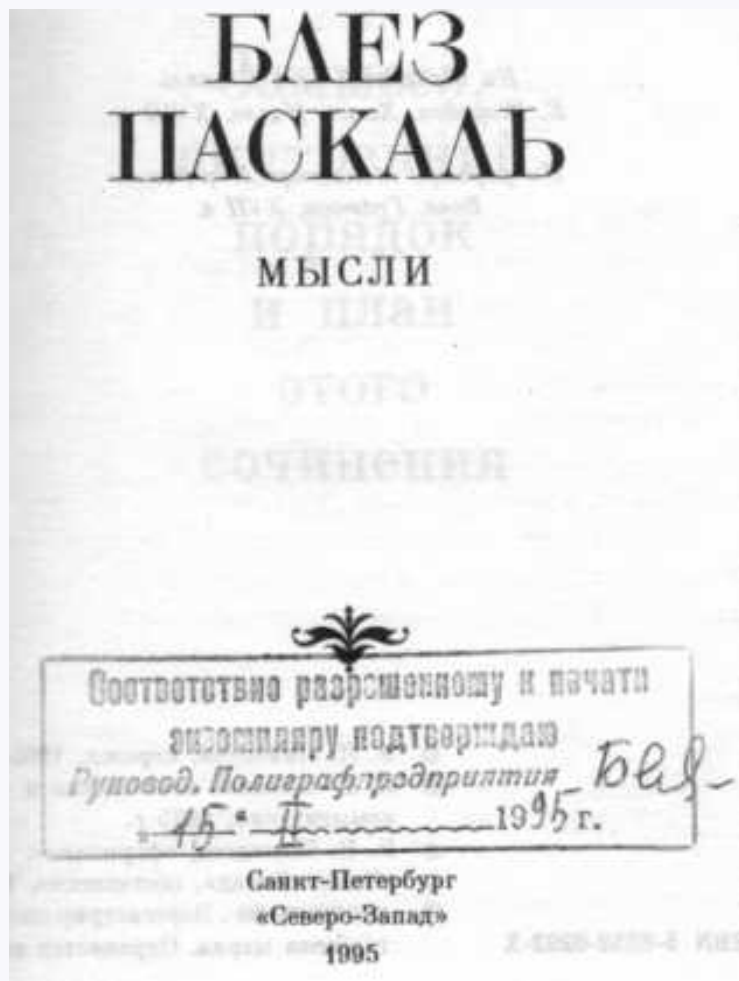 БЛЕЗ
ПАСКАЛЬ
МЫСЛИ
Соответствие разрешенному к печати
экземпляру подтверждаю
Руковод. Полиграфпредприятия
"15" II 1995 г.
Санкт-Петербург
«Северо-Запад»
1995